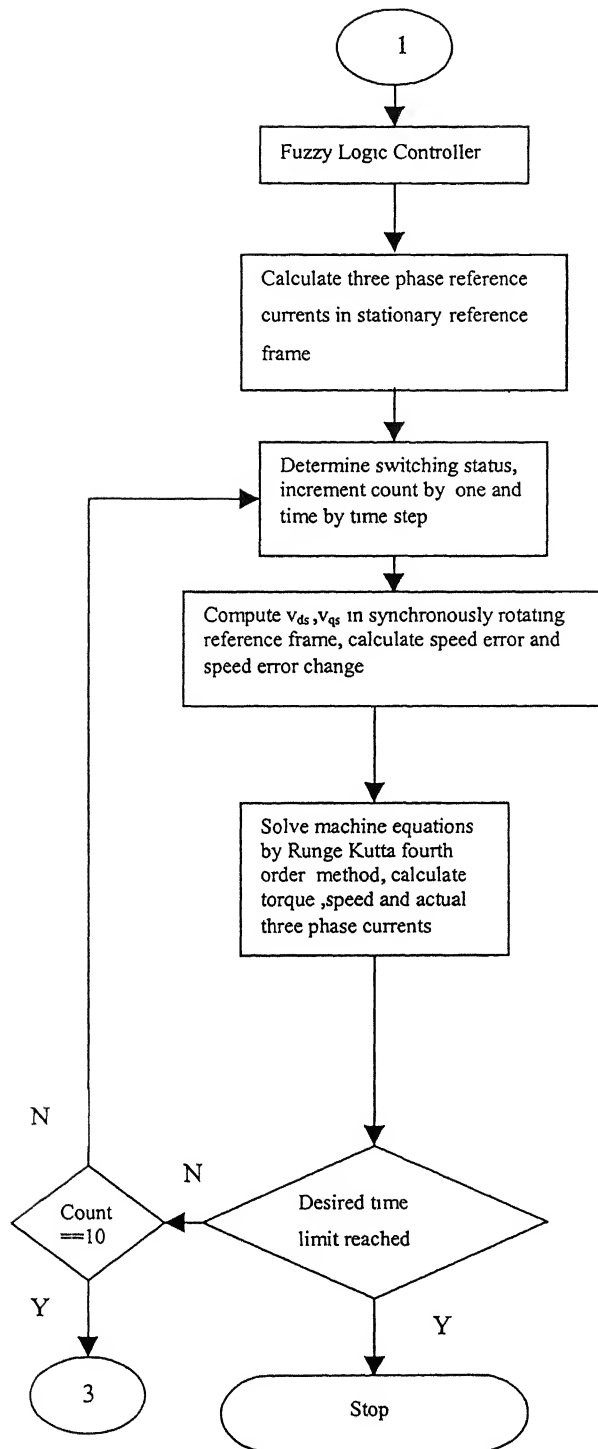 1
Fuzzy Logic Controller
Calculate three phase reference
currents in stationary reference
frame
Determine switching status,
increment count by one and
time by time step
Compute vds,vqs in synchronously rotating
reference frame, calculate speed error and
speed error change
Solve machine equations
by Runge Kutta fourth
order method, calculate
torque ,speed and actual
three phase currents
N
N
Desired time
limit reached
Count
==10
Y
Y
3
Stop